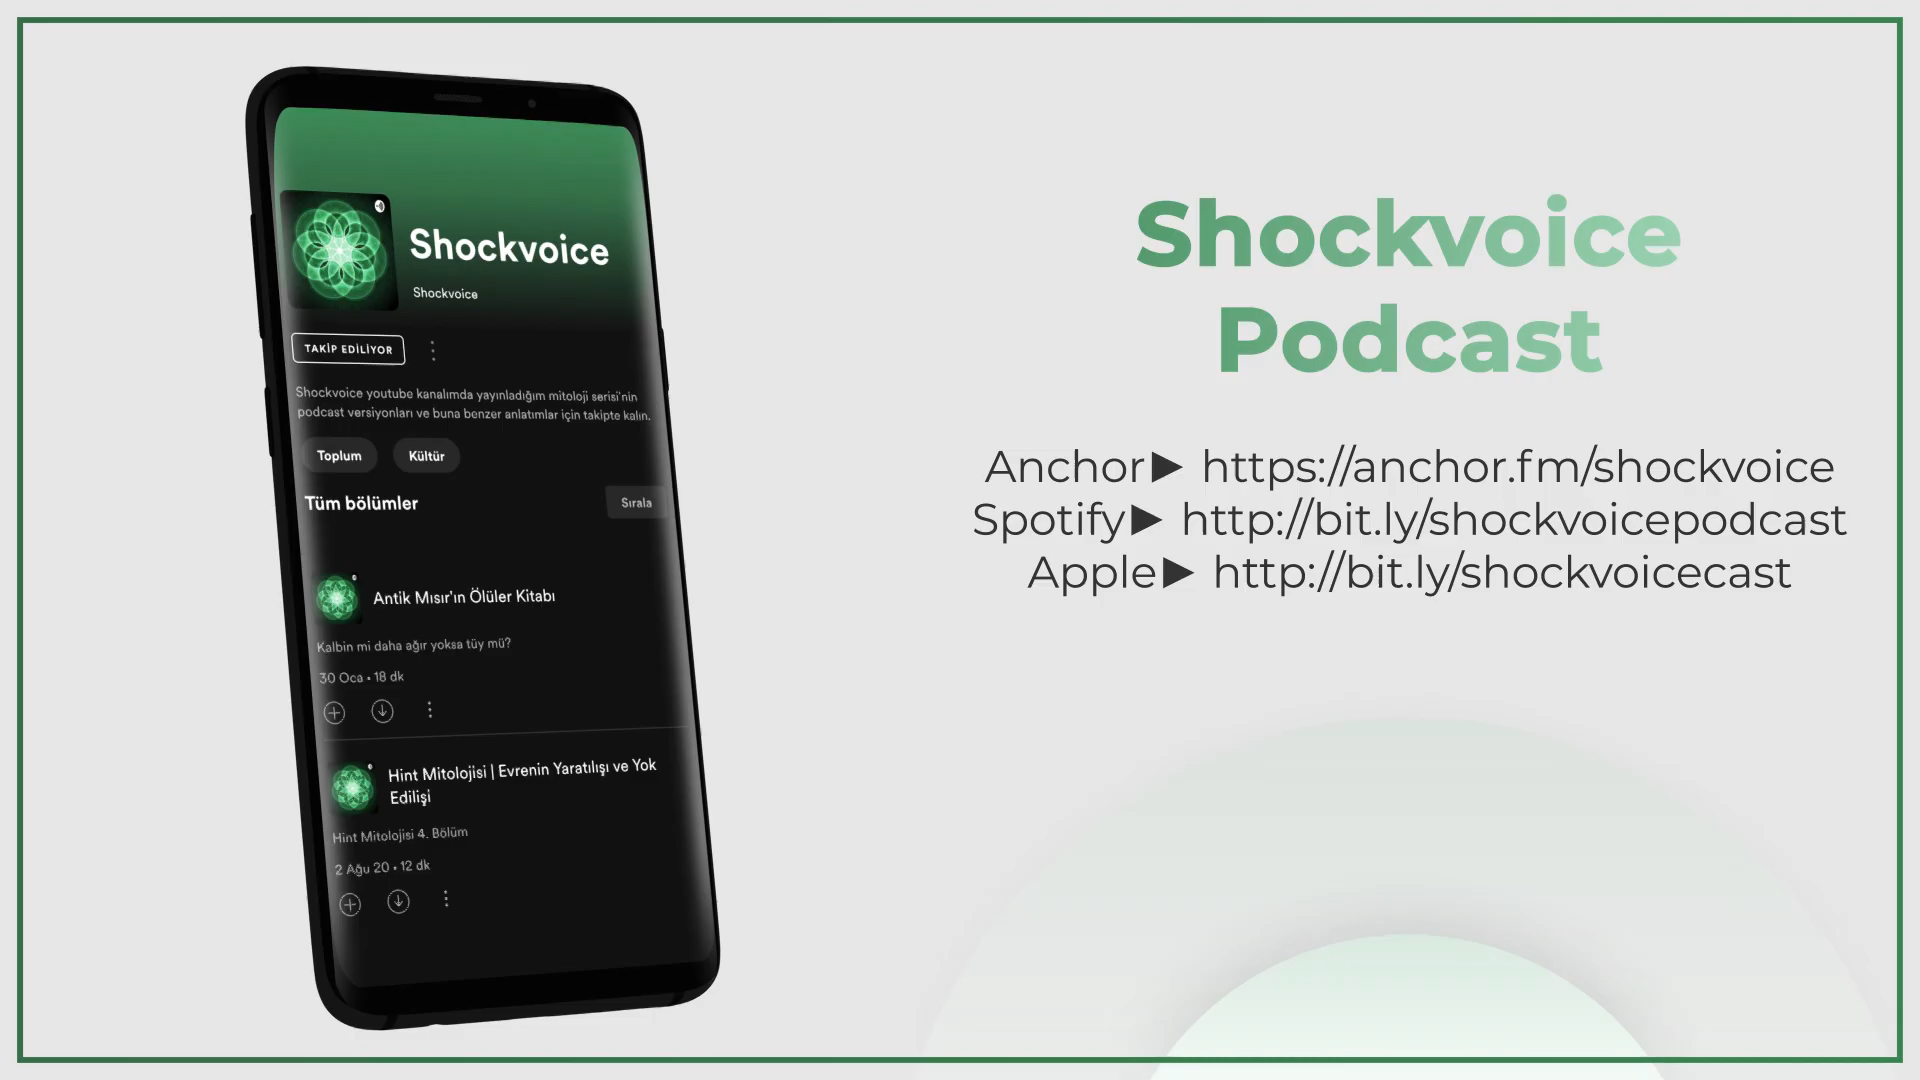 Shockvoice
Shockvoice
TAKİP EDİLİYOR
Shockvoice youtube kanalımda yayınladığım mitoloji serisi'nin
podcast versiyonları ve buna benzer anlatımlar için takipte kalın.
Toplum Kültür
Tüm bölümler Sırala
Antik Mısır'ın Ölüler Kitabı
Kalbin mi daha ağır yoksa tüy mü?
30 Oca • 18 dk
Hint Mitolojisi | Evrenin Yaratılışı ve Yok
Edilişi
Hint Mitolojisi 4. Bölüm
2 Ağu 20 • 12 dk
Shockvoice
Podcast
Anchor► https://anchor.fm/shockvoice
Spotify► http://bit.ly/shockvoicepodcast
Apple► http://bit.ly/shockvoicecast